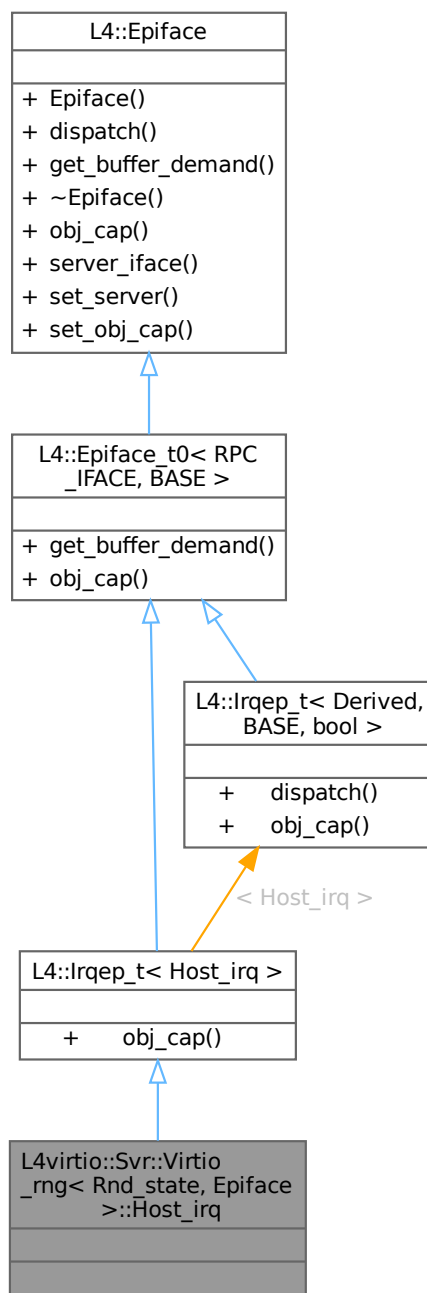 L4::Epiface
+ Epiface()
+ dispatch()
+ get_buffer_demand()
+ ~Epiface()
+ obj_cap()
+ server_iface()
+ set_server()
+ set_obj_cap()
L4::Epiface_t0< RPC
_IFACE, BASE >
+ get_buffer_demand()
+ obj_cap()
L4::Irqep_t< Derived,
BASE, bool >
+ dispatch()
+ obj_cap()
< Host_irq >
L4::Irqep_t< Host_irq >
+ obj_cap()
L4virtio::Svr::Virtio
_rng< Rnd_state, Epiface
>::Host_irq